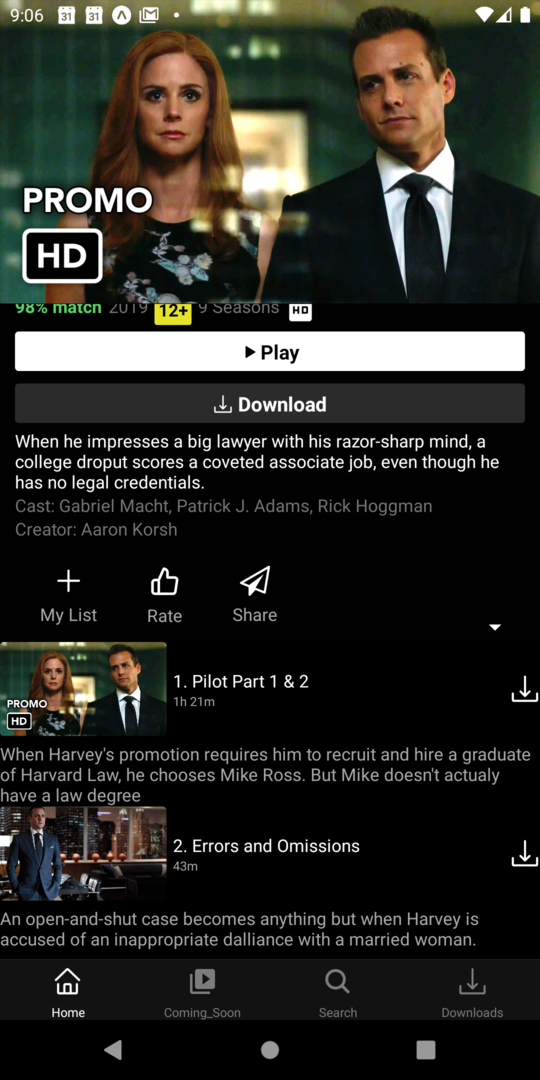 9:06
31
31
PROMO
HD
98% match 2019 12+ 9 Seasons HD
Play
Download
When he impresses a big lawyer with his razor-sharp mind, a
college droput scores a coveted associate job, even though he
has no legal credentials.
Cast: Gabriel Macht, Patrick J. Adams, Rick Hoggman
Creator: Aaron Korsh
My List
Rate
Share
PROMO
HD
1. Pilot Part 1 & 2
1h 21m
When Harvey's promotion requires him to recruit and hire a graduate
of Harvard Law, he chooses Mike Ross. But Mike doesn't actualy
have a law degree
2. Errors and Omissions
43m
An open-and-shut case becomes anything but when Harvey is
accused of an inappropriate dalliance with a married woman.
Home
Coming_Soon
Search
Downloads